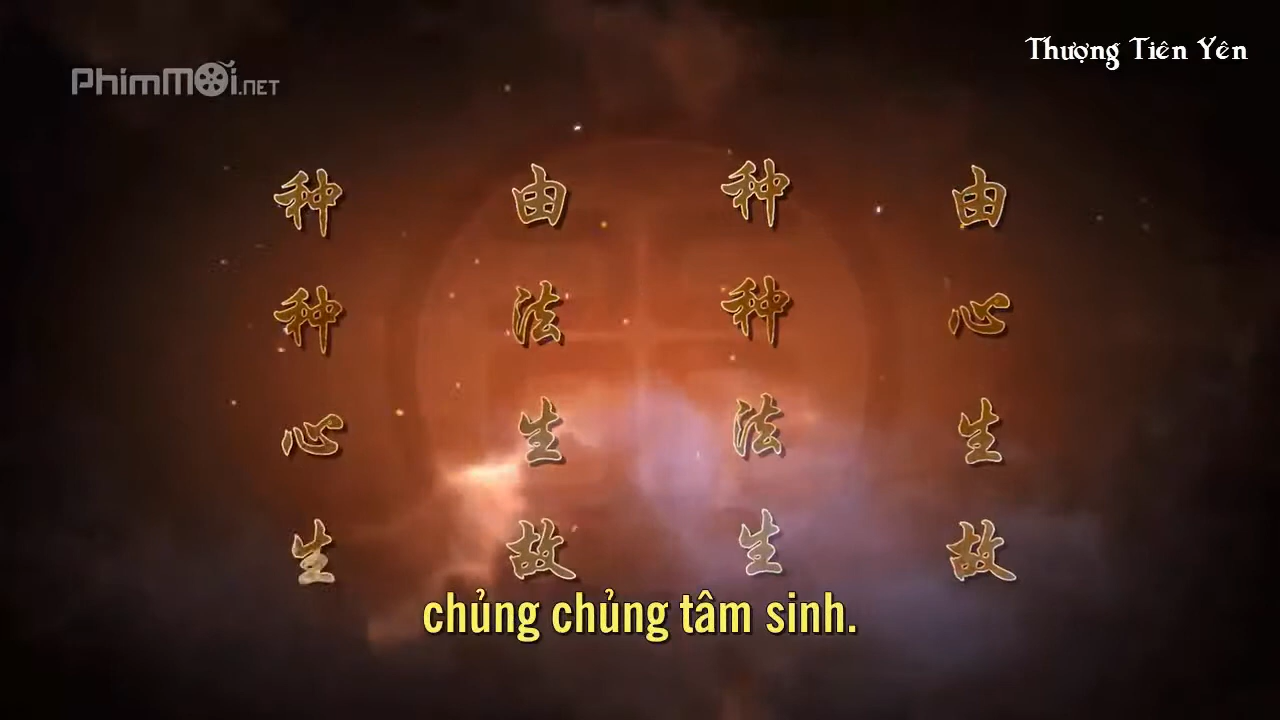 Thượng Tiên Yên
PhimMới.NET
由心生故
种种法生
由法生故
种种心生
chủng chủng tâm sinh.